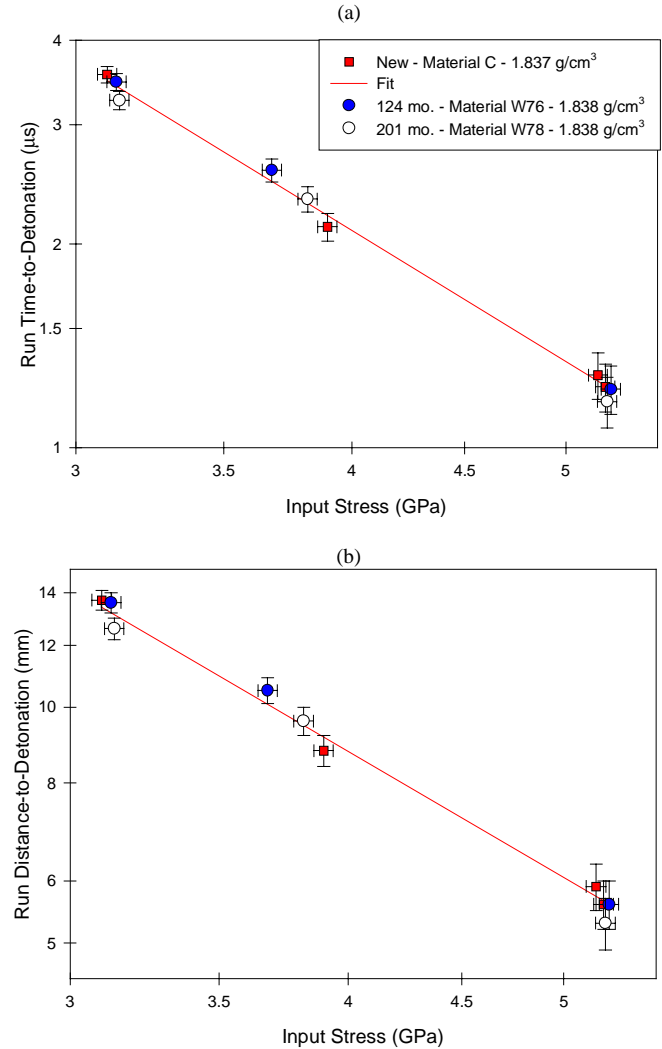 (a)
4
3
2
1.5
1
New - Material C - 1.837 g/cm³
Fit
124 mo. - Material W76 - 1.838 g/cm³
201 mo. - Material W78 - 1.838 g/cm³
Run Time-to-Detonation (µs)
3 3.5 4 4.5 5
Input Stress (GPa)
(b)
14
12
10
8
6
5
Run Distance-to-Detonation (mm)
3 3.5 4 4.5 5
Input Stress (GPa)